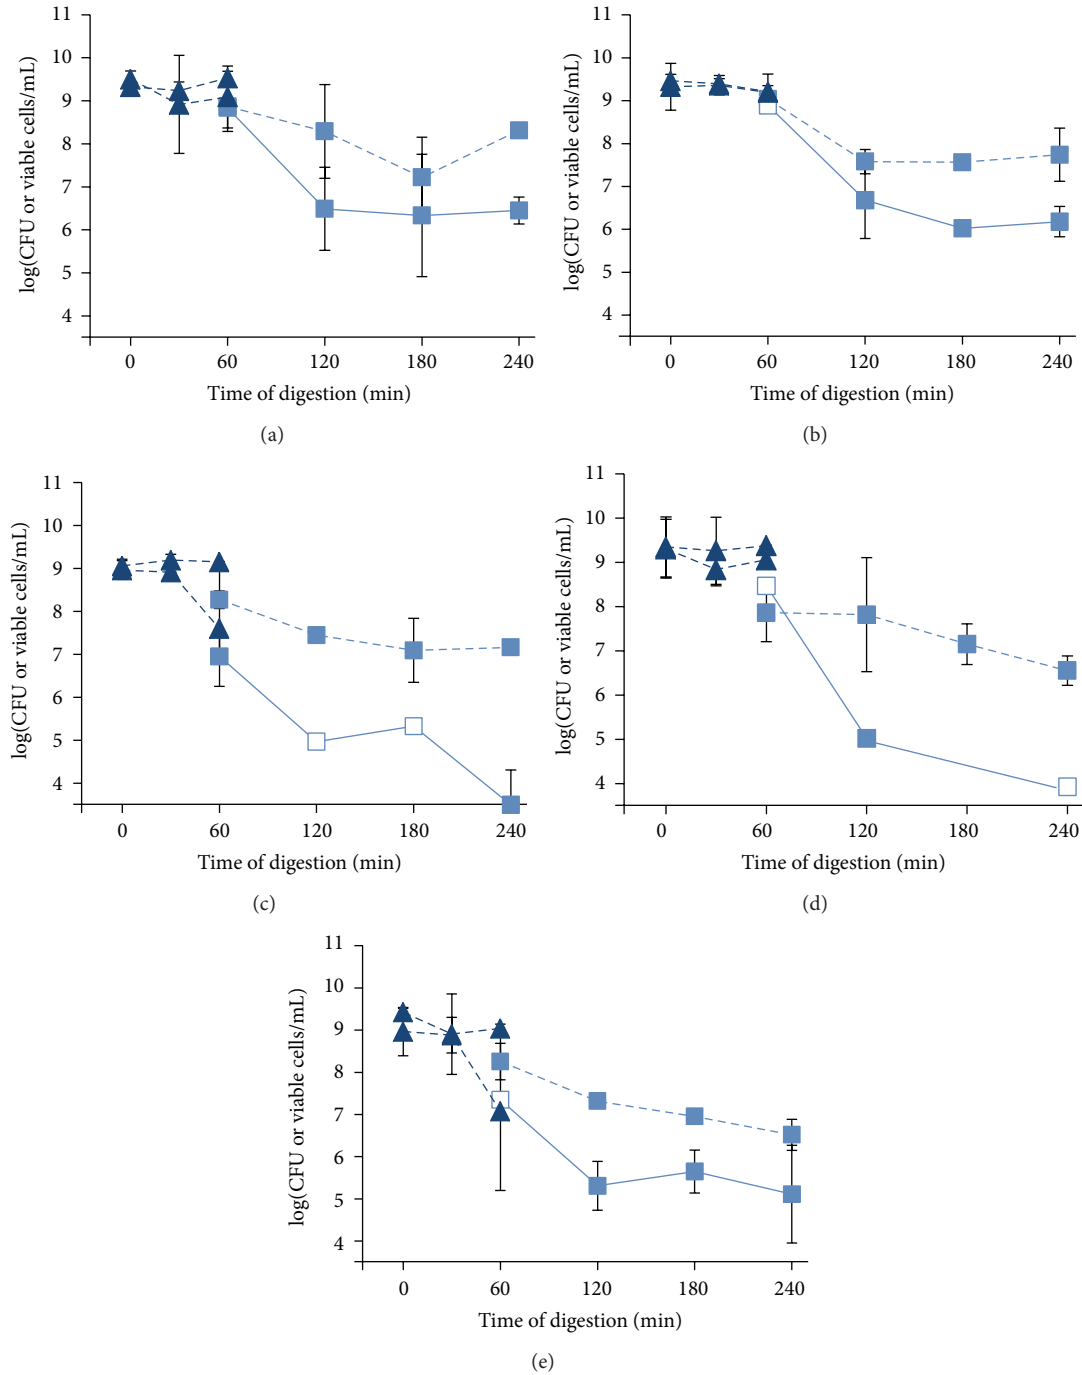 11
10
9
8
7
6
5
4
log(CFU or viable cells/mL)
0 60 120 180 240
Time of digestion (min)
(a)
11
10
9
8
7
6
5
4
log(CFU or viable cells/mL)
0 60 120 180 240
Time of digestion (min)
(b)
11
10
9
8
7
6
5
4
log(CFU or viable cells/mL)
0 60 120 180 240
Time of digestion (min)
(c)
11
10
9
8
7
6
5
4
log(CFU or viable cells/mL)
0 60 120 180 240
Time of digestion (min)
(d)
11
10
9
8
7
6
5
4
log(CFU or viable cells/mL)
0 60 120 180 240
Time of digestion (min)
(e)